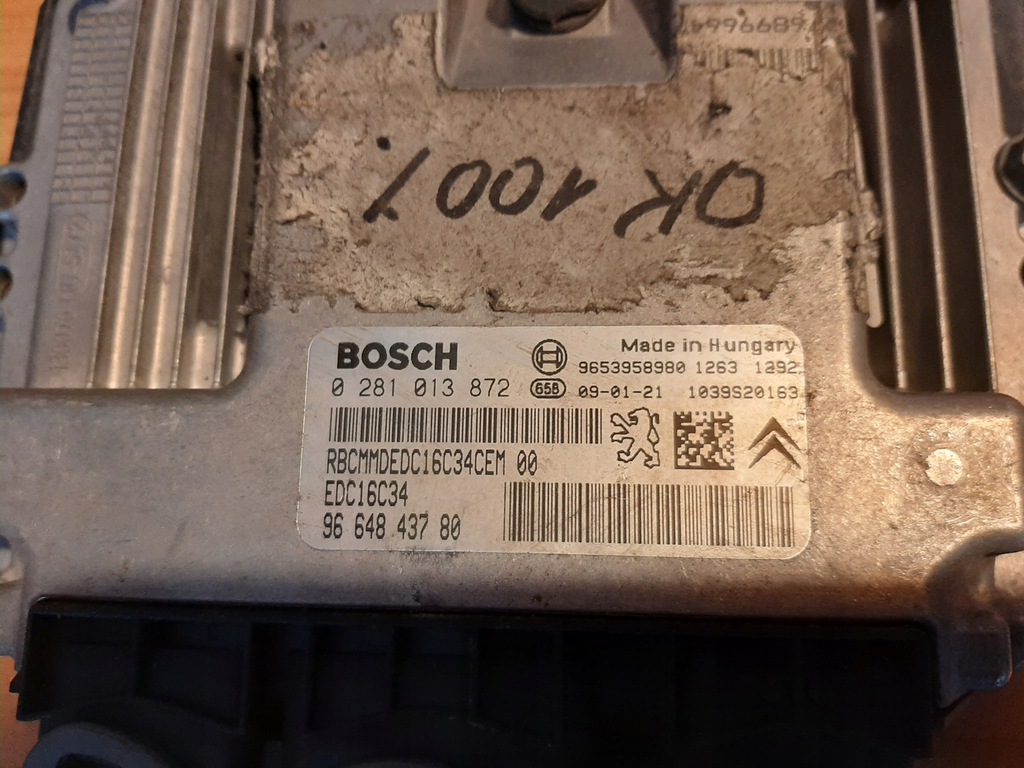 OK 100%
BOSCH
Made in Hungary
9653958980 1263 1292
0 281 013 872 658 09-01-21 1039S20163
RBCMMDEDC16C34CEM 00
EDC16C34
96 648 437 80